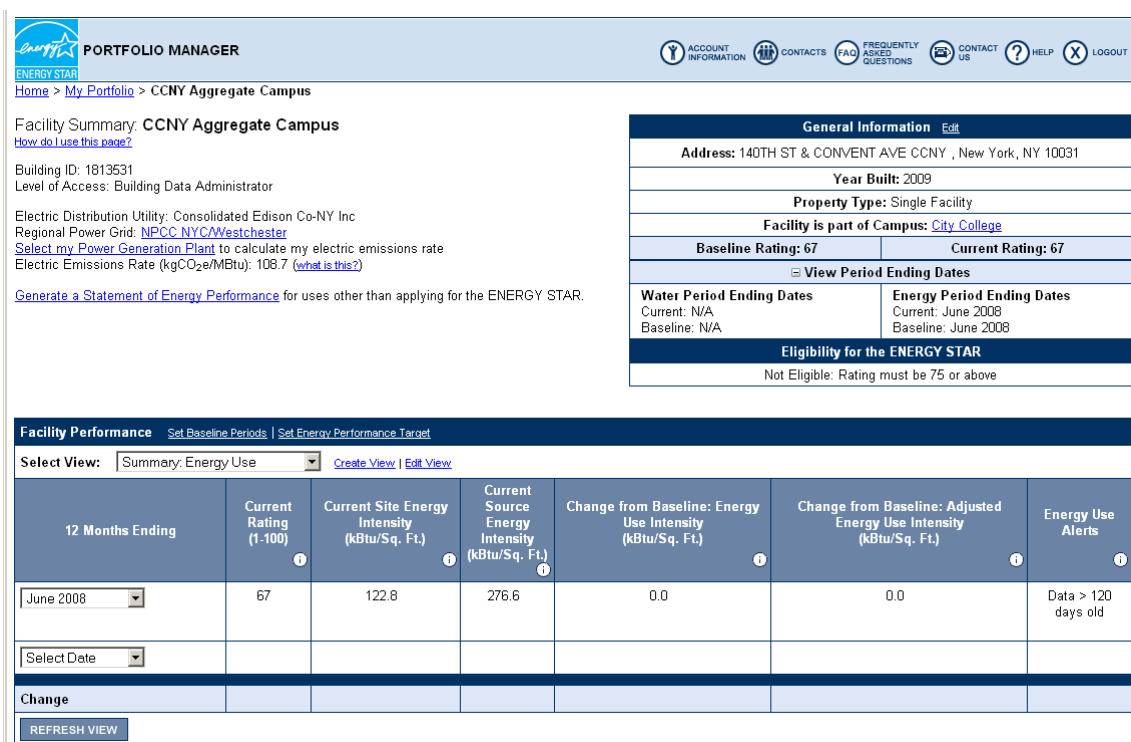 energy
ENERGY STAR
PORTFOLIO MANAGER
ACCOUNT INFORMATION
CONTACTS
FAQ FREQUENTLY ASKED QUESTIONS
CONTACT US
? HELP
X LOGOUT
Home > My Portfolio > CCNY Aggregate Campus
Facility Summary: CCNY Aggregate Campus
How do I use this page?
Building ID: 1813531
Level of Access: Building Data Administrator
Electric Distribution Utility: Consolidated Edison Co-NY Inc
Regional Power Grid: NPCC NYC/Westchester
Select my Power Generation Plant to calculate my electric emissions rate
Electric Emissions Rate (kgCO2e/MBtu): 108.7 (what is this?)
Generate a Statement of Energy Performance for uses other than applying for the ENERGY STAR.
General Information Edit
Address: 140TH ST & CONVENT AVE CCNY , New York, NY 10031
Year Built: 2009
Property Type: Single Facility
Facility is part of Campus: City College
Baseline Rating: 67
Current Rating: 67
View Period Ending Dates
Water Period Ending Dates
Current: N/A
Baseline: N/A
Energy Period Ending Dates
Current: June 2008
Baseline: June 2008
Eligibility for the ENERGY STAR
Not Eligible: Rating must be 75 or above
Facility Performance Set Baseline Periods | Set Energy Performance Target
Select View: Summary: Energy Use Create View | Edit View
12 Months Ending
Current
Rating
(1-100)
Current Site Energy
Intensity
(kBtu/Sq. Ft.)
Current
Source
Energy
Intensity
(kBtu/Sq. Ft.)
Change from Baseline: Energy
Use Intensity
(kBtu/Sq. Ft.)
Change from Baseline: Adjusted
Energy Use Intensity
(kBtu/Sq. Ft.)
Energy Use
Alerts
June 2008 67 122.8 276.6 0.0 0.0 Data > 120
days old
Select Date
Change
REFRESH VIEW